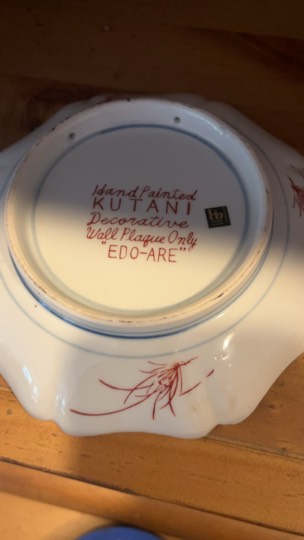 Hand Painted
KUTANI
Decorative
Wall Plaque Only
"EDO-ARE"